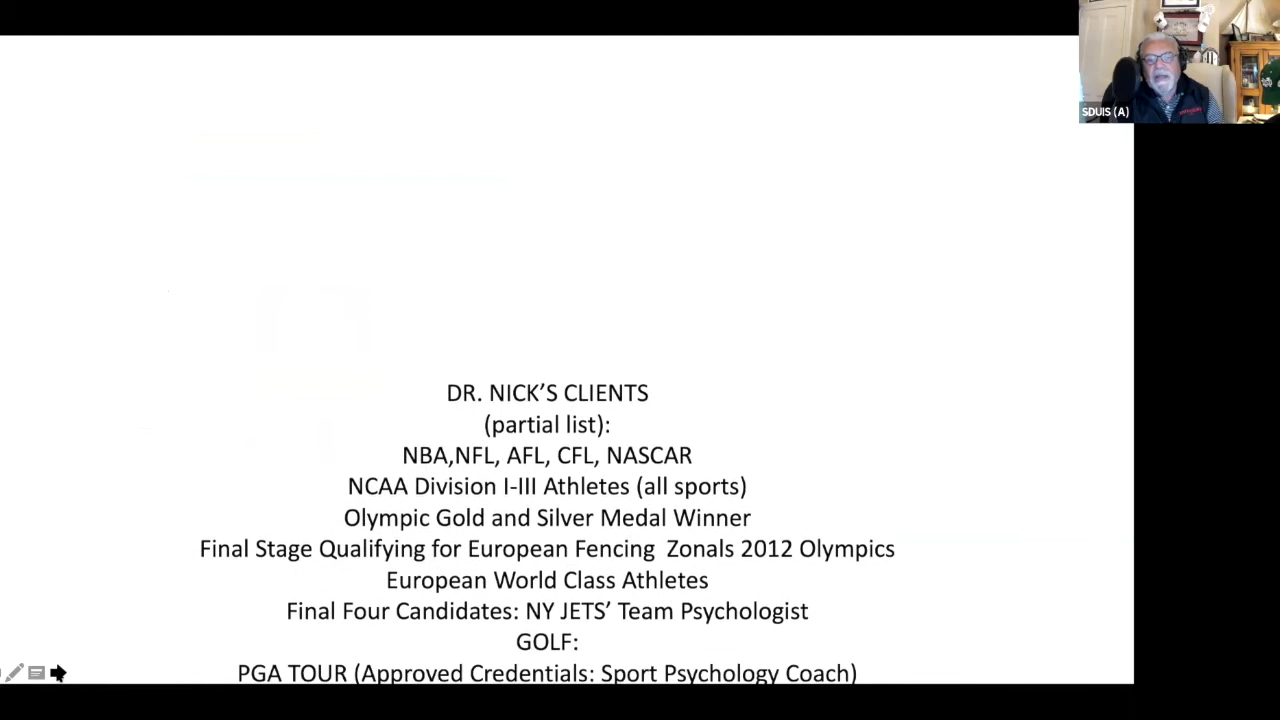 SDUIS (A)
DR. NICK’S CLIENTS
(partial list):
NBA,NFL, AFL, CFL, NASCAR
NCAA Division I-III Athletes (all sports)
Olympic Gold and Silver Medal Winner
Final Stage Qualifying for European Fencing  Zonals 2012 Olympics
European World Class Athletes
Final Four Candidates: NY JETS’ Team Psychologist
GOLF:
PGA TOUR (Approved Credentials: Sport Psychology Coach)